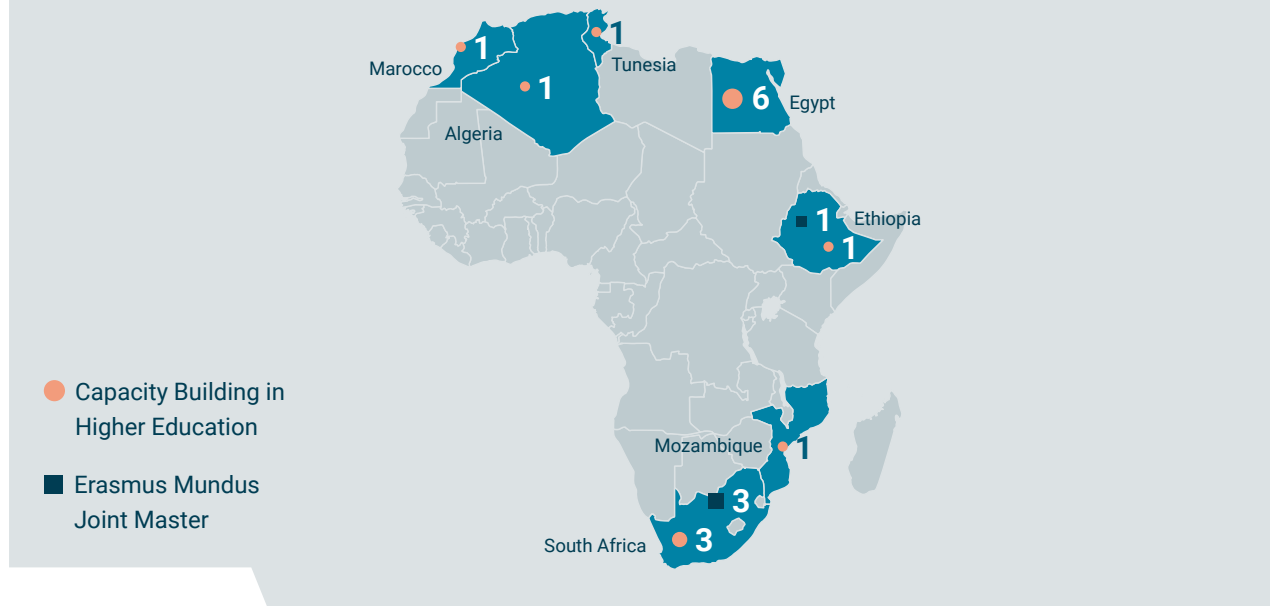 1
1
Tunesia
Marocco
1
6
Egypt
Algeria
1
Ethiopia
1
Capacity Building in
Higher Education
Mozambique
1
Erasmus Mundus
Joint Master
3
South Africa
3